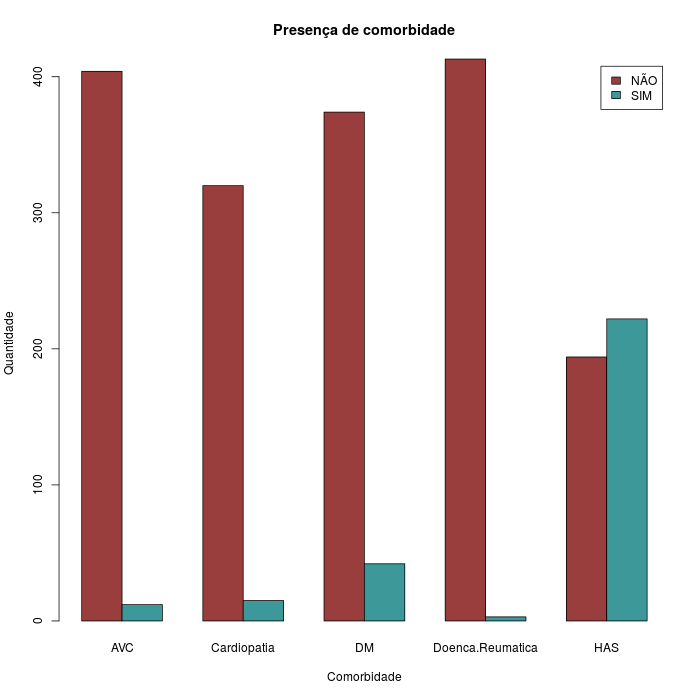 Presença de comorbidade
NÃO
SIM
Quantidade
400
300
200
100
0
AVC
Cardiopatia
DM
Doenca.Reumatica
HAS
Comorbidade